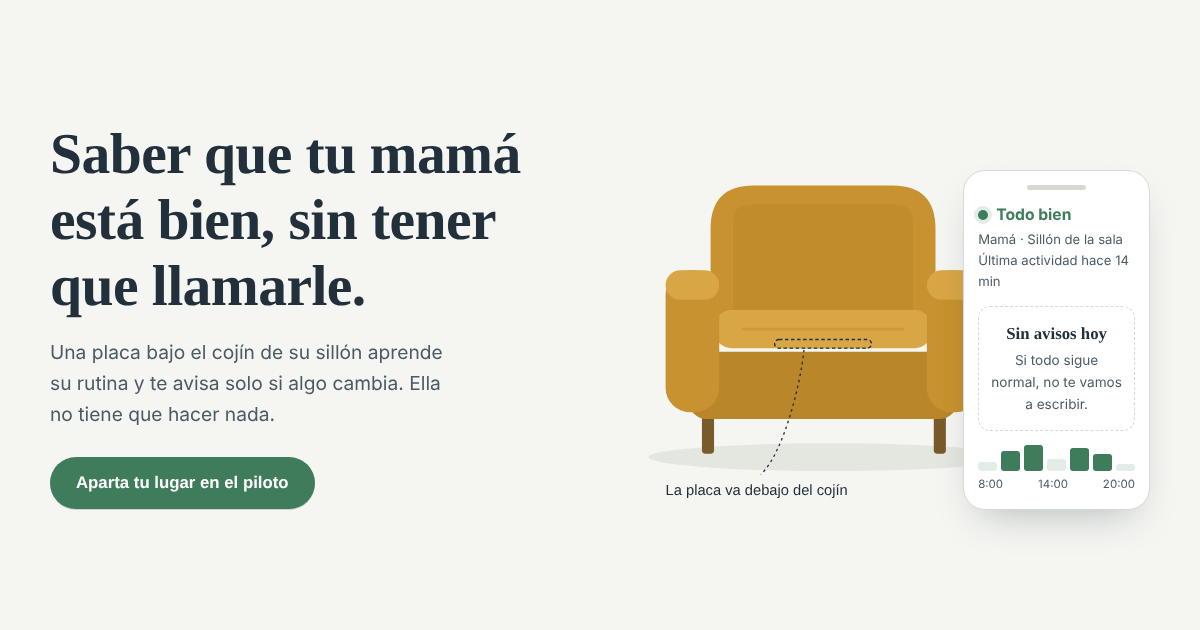 Saber que tu mamá
está bien, sin tener
que llamarle.
Una placa bajo el cojín de su sillón aprende
su rutina y te avisa solo si algo cambia. Ella
no tiene que hacer nada.
Aparta tu lugar en el piloto
La placa va debajo del cojín
Todo bien
Mamá · Sillón de la sala
Última actividad hace 14
min
Sin avisos hoy
Si todo sigue
normal, no te vamos
a escribir.
8:00 14:00 20:00